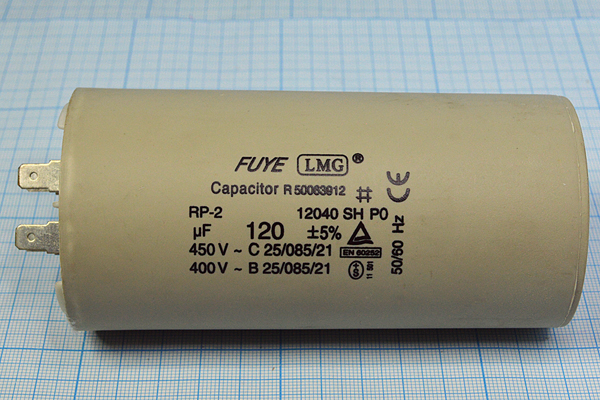 FUYE LMG ®
Capacitor R 50063912
RP-2 12040 SH P0
µF 120 ±5%
450 V ~ C 25/085/21 EN 60252
400 V ~ B 25/085/21
50/60 Hz
CE